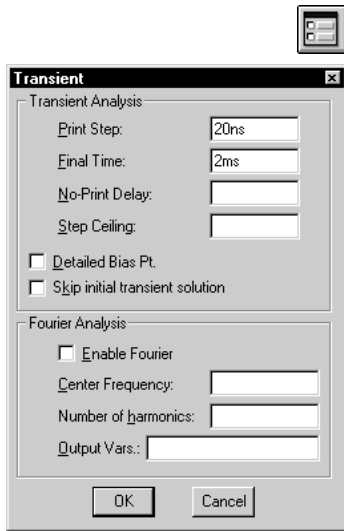 Transient
Transient Analysis
Print Step: 20ns
Final Time: 2ms
No-Print Delay:
Step Ceiling:
Detailed Bias Pt.
Skip initial transient solution
Fourier Analysis
Enable Fourier
Center Frequency:
Number of harmonics:
Output Vars.:
OK Cancel